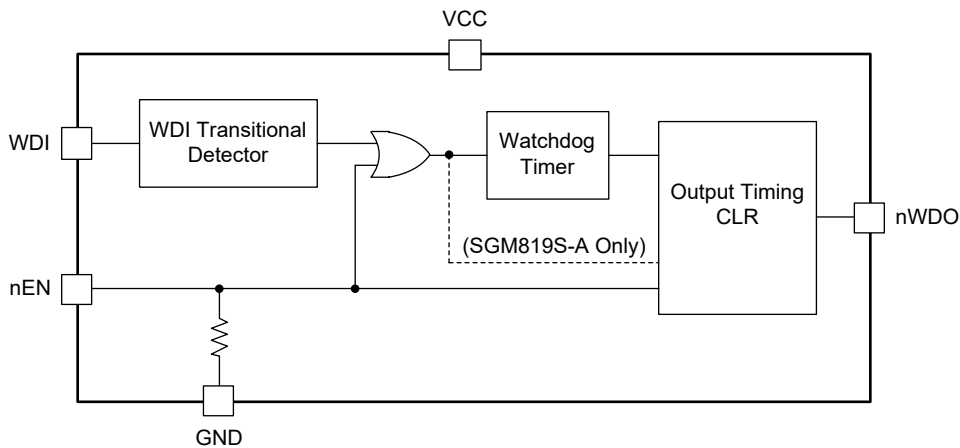 VCC
WDI
WDI Transitional
Detector
Watchdog
Timer
Output Timing
CLR
nWDO
(SGM819S-A Only)
nEN
GND